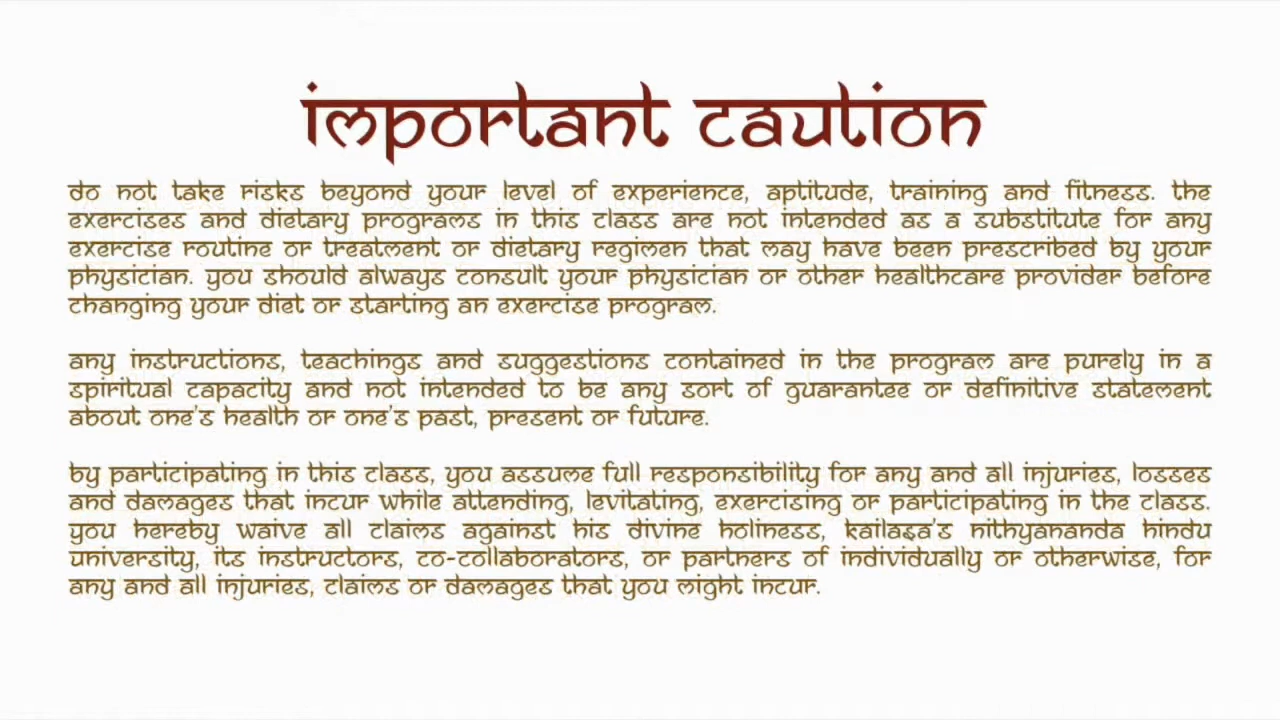 important caution
do not take risks beyond your level of experience, aptitude, training and fitness. the
exercises and dietary programs in this class are not intended as a substitute for any
exercise routine or treatment or dietary regimen that may have been prescribed by your
physician. you should always consult your physician or other healthcare provider before
changing your diet or starting an exercise program.
any instructions, teachings and suggestions contained in the program are purely in a
spiritual capacity and not intended to be any sort of guarantee or definitive statement
about one's health or one's past, present or future.
by participating in this class, you assume full responsibility for any and all injuries, losses
and damages that incur while attending, levitating, exercising or participating in the class.
you hereby waive all claims against his divine holiness, kailaṣa's nithyananda hindu
university, its instructors, co-collaborators, or partners of individually or otherwise, for
any and all injuries, claims or damages that you might incur.